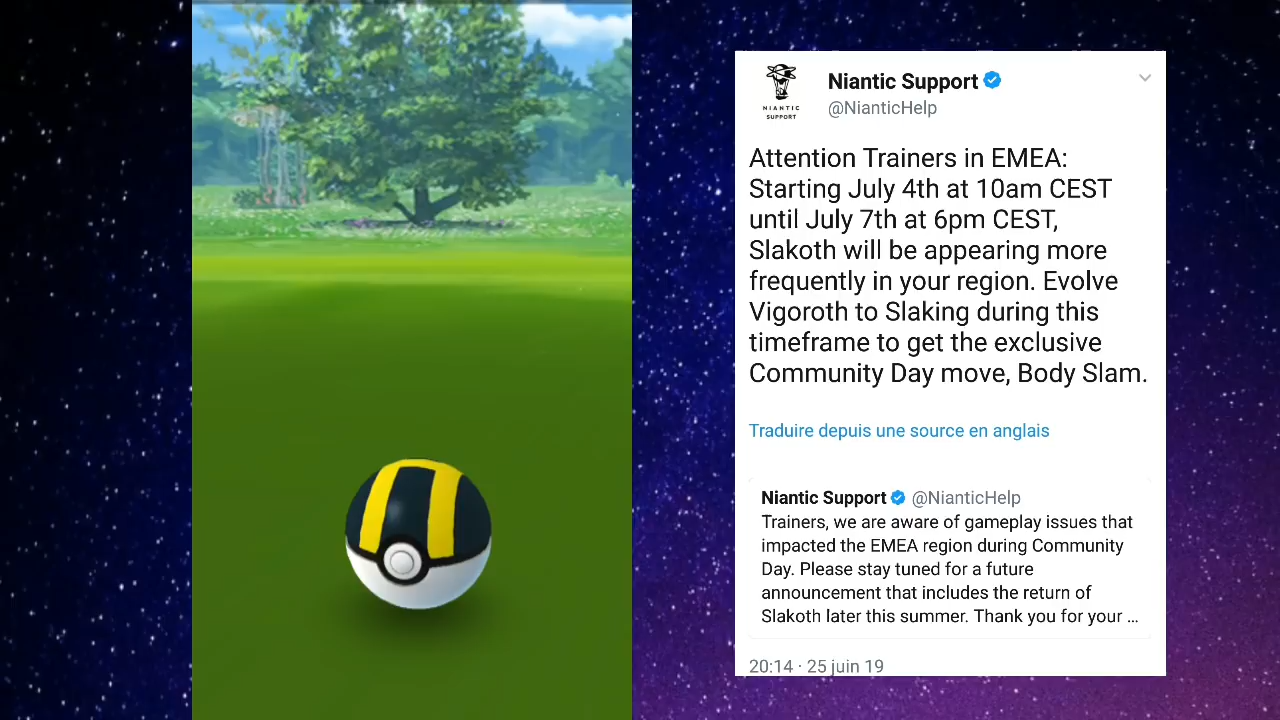 NIANTIC
SUPPORT
Niantic Support
@NianticHelp
Attention Trainers in EMEA:
Starting July 4th at 10am CEST
until July 7th at 6pm CEST,
Slakoth will be appearing more
frequently in your region. Evolve
Vigoroth to Slaking during this
timeframe to get the exclusive
Community Day move, Body Slam.
Traduire depuis une source en anglais
Niantic Support @NianticHelp
Trainers, we are aware of gameplay issues that
impacted the EMEA region during Community
Day. Please stay tuned for a future
announcement that includes the return of
Slakoth later this summer. Thank you for your ...
20:14 · 25 juin 19